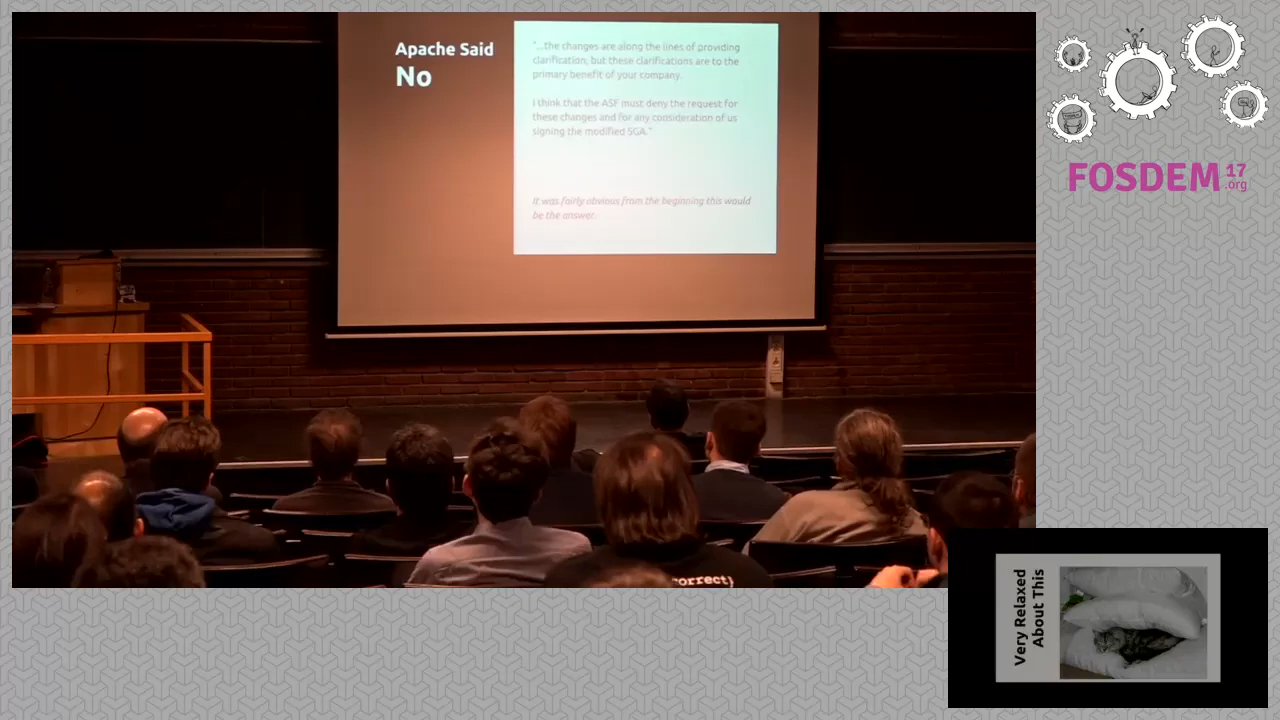 Apache Said
No
"...the changes are along the lines of providing
clarification, but these clarifications are to the
primary benefit of your company.
I think that the ASF must deny the request for
these changes and for any consideration of us
signing the modified SGA."
It was fairly obvious from the beginning this would
be the answer.
orrect)
FOSDEM 17
.org
Very Relaxed
About This